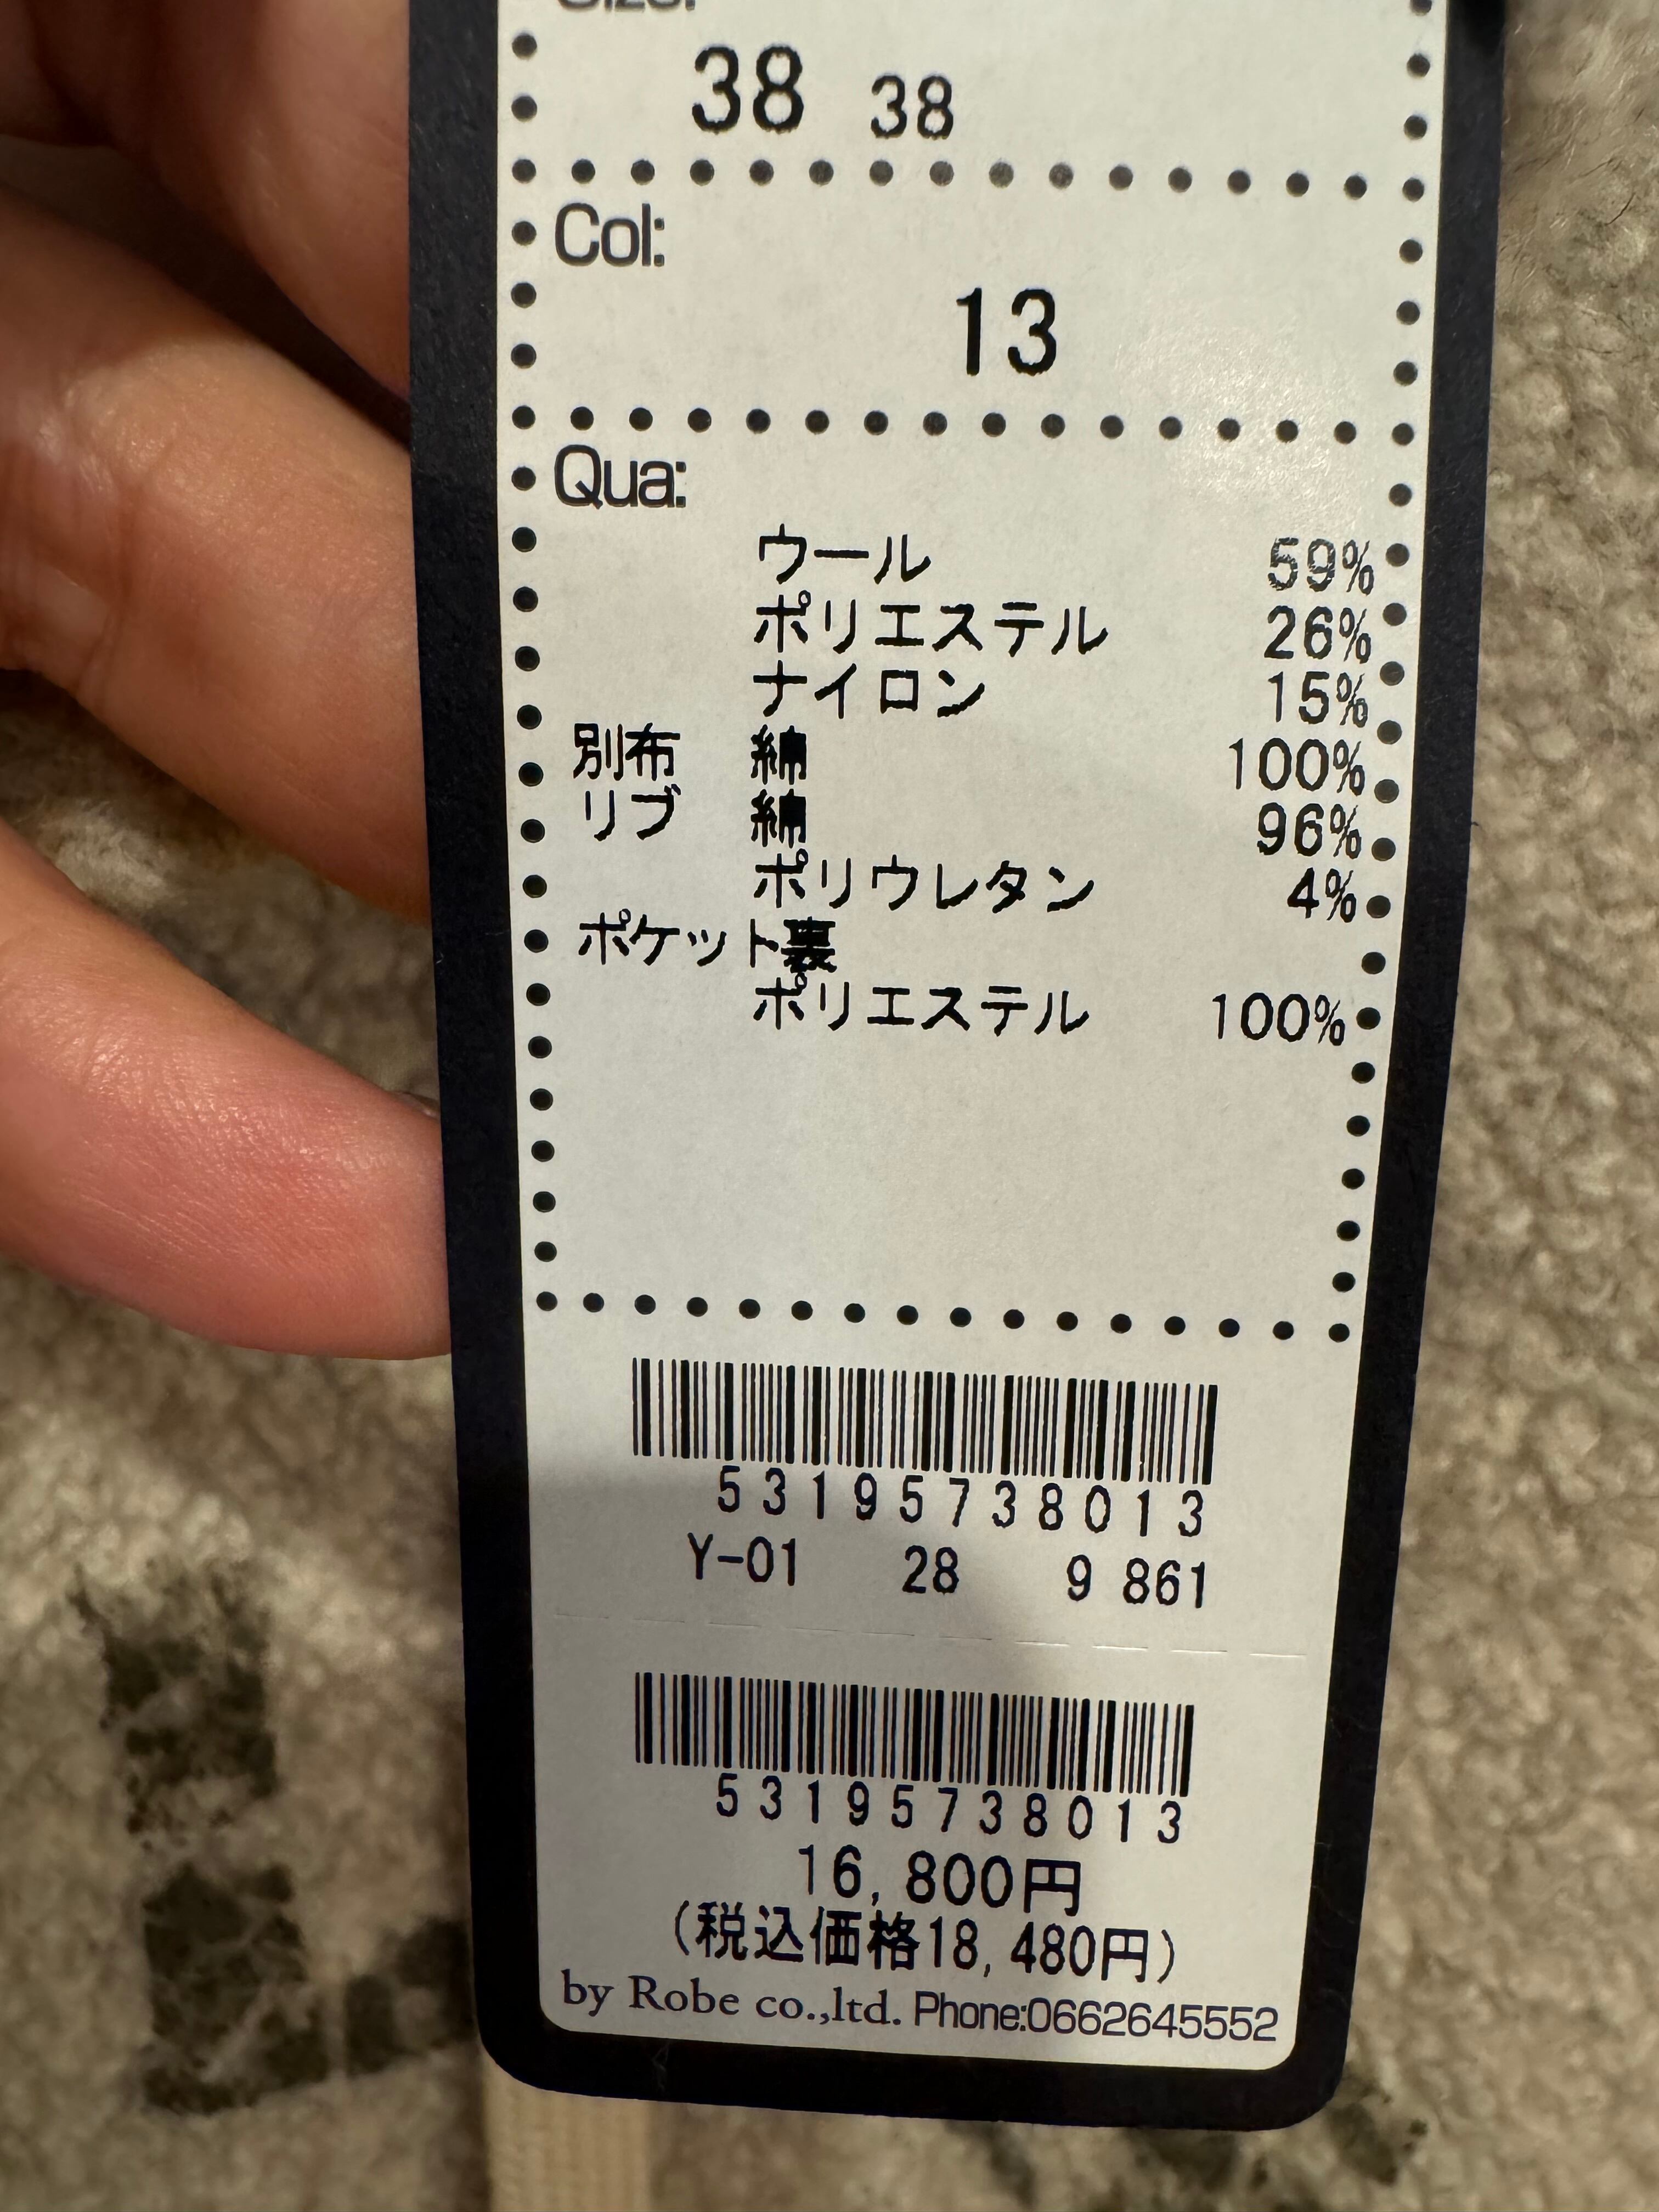 Size:
38 38
Col:
13
Qua:
ウール 59%
ポリエステル 26%
ナイロン 15%
別布 綿 100%
リブ 綿 96%
ポリウレタン 4%
ポケット裏
ポリエステル 100%
53195738013
Y-01 28 9 861
53195738013
16,800円
(税込価格18,480円)
by Robe co.,ltd. Phone:0662645552